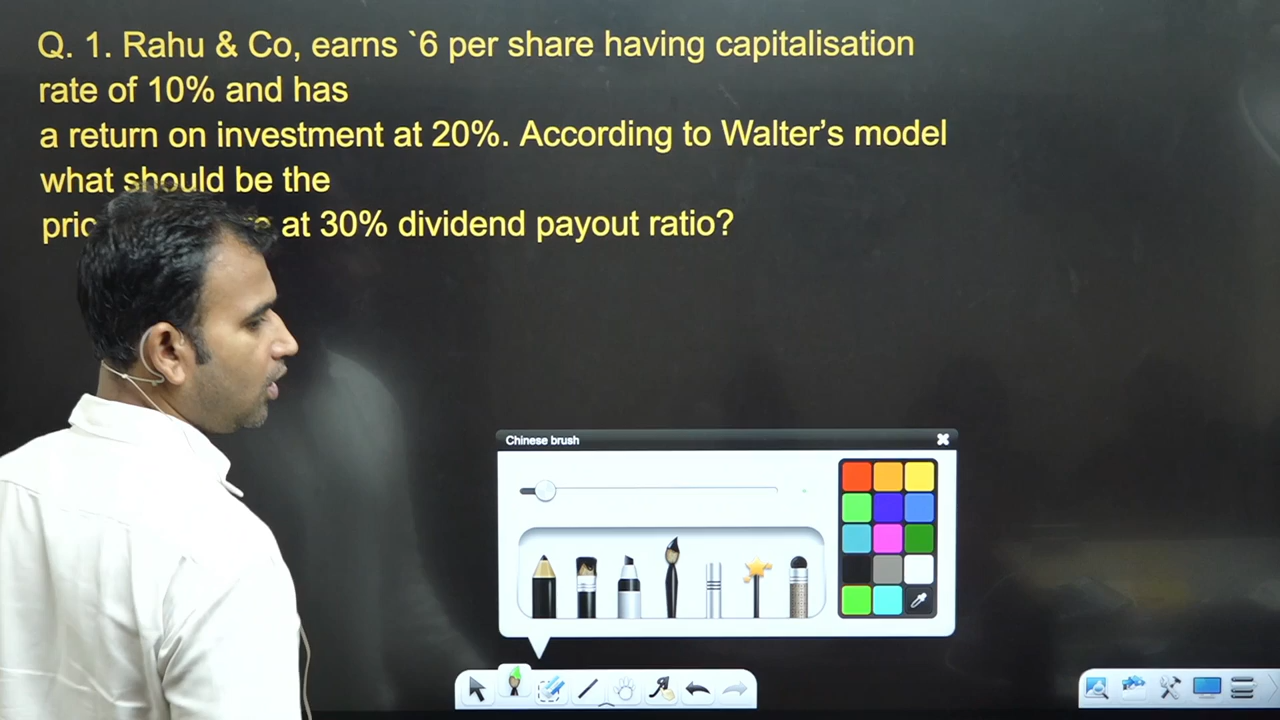 Q. 1. Rahu & Co, earns `6 per share having capitalisation
rate of 10% and has
a return on investment at 20%. According to Walter’s model
what should be the
at 30% dividend payout ratio?
Chinese brush